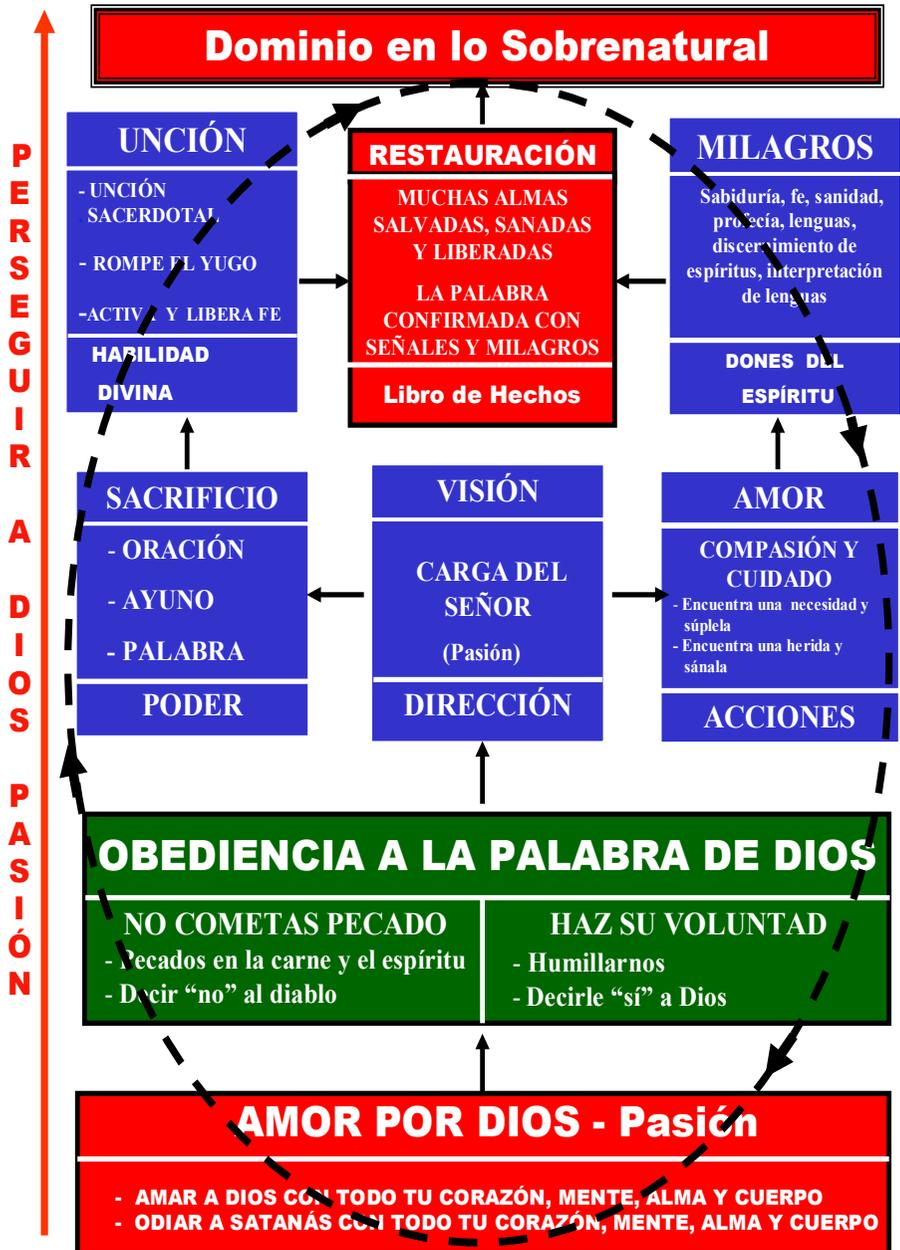 Dominio en lo Sobrenatural
PERSEGUIR A DIOS PASIÓN
UNCIÓN
- UNCIÓN
SACERDOTAL
- ROMPE EL YUGO
-ACTIVA Y LIBERA FE
HABILIDAD
DIVINA
RESTAURACIÓN
MUCHAS ALMAS
SALVADAS, SANADAS
Y LIBERADAS
LA PALABRA
CONFIRMADA CON
SEÑALES Y MILAGROS
Libro de Hechos
MILAGROS
Sabiduría, fe, sanidad,
profecía, lenguas,
discernimiento de
espíritus, interpretación
de lenguas
DONES DEL
ESPÍRITU
SACRIFICIO
- ORACIÓN
- AYUNO
- PALABRA
PODER
VISIÓN
CARGA DEL
SEÑOR
(Pasión)
DIRECCIÓN
AMOR
COMPASIÓN Y
CUIDADO
- Encuentra una necesidad y
súplela
- Encuentra una herida y
sánala
ACCIONES
OBEDIENCIA A LA PALABRA DE DIOS
NO COMETAS PECADO
- Pecados en la carne y el espíritu
- Decir “no” al diablo
HAZ SU VOLUNTAD
- Humillarnos
- Decirle “sí” a Dios
AMOR POR DIOS - Pasión
- AMAR A DIOS CON TODO TU CORAZÓN, MENTE, ALMA Y CUERPO
- ODIAR A SATANÁS CON TODO TU CORAZÓN, MENTE, ALMA Y CUERPO